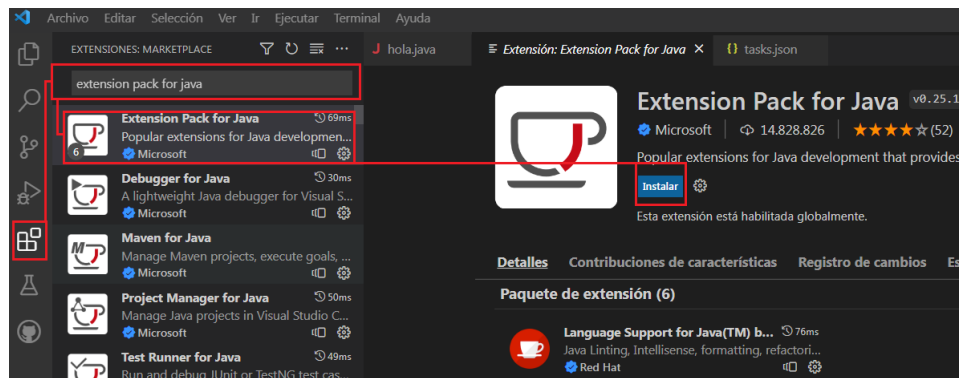 Archivo Editar Selección Ver Ir Ejecutar Terminal Ayuda
EXTENSIONES: MARKETPLACE
extension pack for java
Extension Pack for Java 69ms
Popular extensions for Java developmen...
Microsoft
6
Debugger for Java 30ms
A lightweight Java debugger for Visual S...
Microsoft
Maven for Java
Manage Maven projects, execute goals, ...
Microsoft
Project Manager for Java 50ms
Manage Java projects in Visual Studio C...
Microsoft
Test Runner for Java 49ms
Run and debug JUnit or TestNG test cas...
J hola.java
Extensión: Extension Pack for Java
{} tasks.json
Extension Pack for Java v0.25.1
Microsoft 14.828.826 (52)
Popular extensions for Java development that provides
Instalar
Esta extensión está habilitada globalmente.
Detalles Contribuciones de características Registro de cambios Es
Paquete de extensión (6)
Language Support for Java(TM) b... 76ms
Java Linting, Intellisense, formatting, refactori...
Red Hat